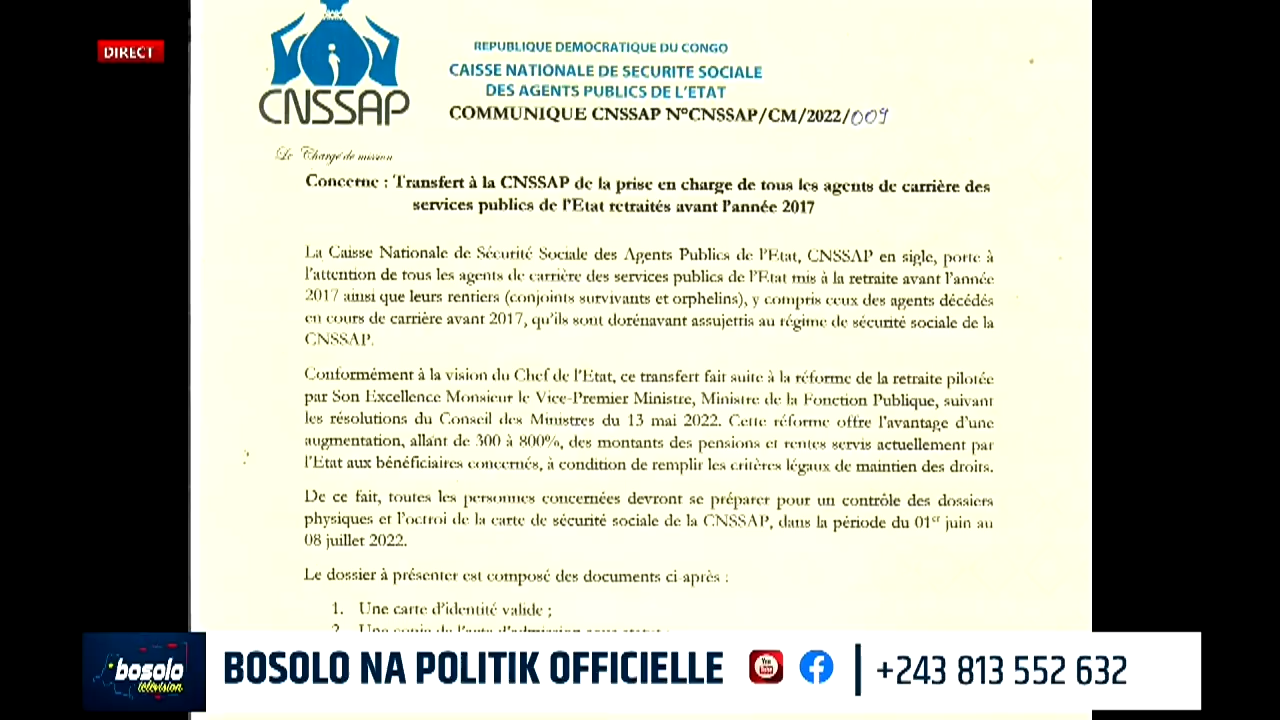 DIRECT
CNSSAP
REPUBLIQUE DEMOCRATIQUE DU CONGO
CAISSE NATIONALE DE SECURITE SOCIALE
DES AGENTS PUBLICS DE L'ETAT
COMMUNIQUE CNSSAP N°CNSSAP/CM/2022/009
Le Chargé de mission
Concerne : Transfert à la CNSSAP de la prise en charge de tous les agents de carrière des
services publics de l'Etat retraités avant l'année 2017
La Caisse Nationale de Sécurité Sociale des Agents Publics de l'Etat, CNSSAP en sigle, porte à
l'attention de tous les agents de carrière des services publics de l'Etat mis à la retraite avant l'année
2017 ainsi que leurs rentiers (conjoints survivants et orphelins), y compris ceux des agents décédés
en cours de carrière avant 2017, qu'ils sont dorénavant assujettis au régime de sécurité sociale de la
CNSSAP.
Conformément à la vision du Chef de l'Etat, ce transfert fait suite à la réforme de la retraite pilotée
par Son Excellence Monsieur le Vice-Premier Ministre, Ministre de la Fonction Publique, suivant
les résolutions du Conseil des Ministres du 13 mai 2022. Cette réforme offre l'avantage d'une
augmentation, allant de 300 à 800%, des montants des pensions et rentes servis actuellement par
l'Etat aux bénéficiaires concernés, à condition de remplir les critères légaux de maintien des droits.
De ce fait, toutes les personnes concernées devront se préparer pour un contrôle des dossiers
physiques et l'octroi de la carte de sécurité sociale de la CNSSAP, dans la période du 01er juin au
08 juillet 2022.
Le dossier à présenter est composé des documents ci-après :
1. Une carte d'identité valide ;
2. Une copie de l'acte d'admission sous statut ;
bosolo
télévision
BOSOLO NA POLITIK OFFICIELLE
You Tube
+243 813 552 632